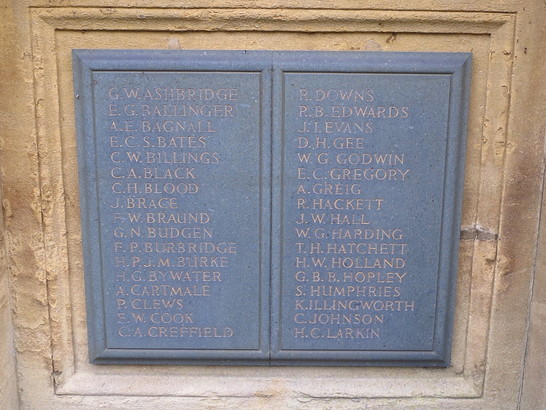 G.W. ASHBRIDGE
E.G. BALLINGER
A.E. BAGNALL
E.C.S. BATES
C.W. BILLINGS
C.A. BLACK
C.H. BLOOD
J. BRACE
F.W. BRAUND
G.N. BUDGEN
F.P. BURBRIDGE
H.P.J.M. BURKE
H.G. BYWATER
A. CARTMALE
P. CLEWS
E.W. COOK
C.A. CREFFIELD
R. DOWNS
R.B. EDWARDS
J.I. EVANS
D.H. GEE
W.G. GODWIN
E.C. GREGORY
A. GREIG
R. HACKETT
J.W. HALL
W.G. HARDING
T.H. HATCHETT
H.W. HOLLAND
G.B.B. HOPLEY
S. HUMPHRIES
K. ILLINGWORTH
C. JOHNSON
H.C. LARKIN